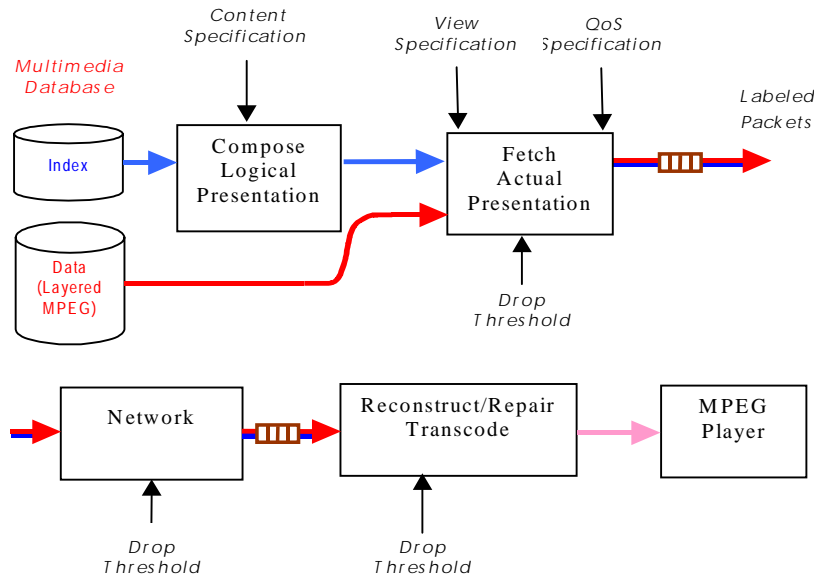 Content
Specification
View
Specification
QoS
Specification
Multimedia
Database
Labeled
Packets
Index
Compose
Logical
Presentation
Fetch
Actual
Presentation
Data
(Layered
MPEG)
Drop
Threshold
Network
Reconstruct/Repair
Transcode
MPEG
Player
Drop
Threshold
Drop
Threshold